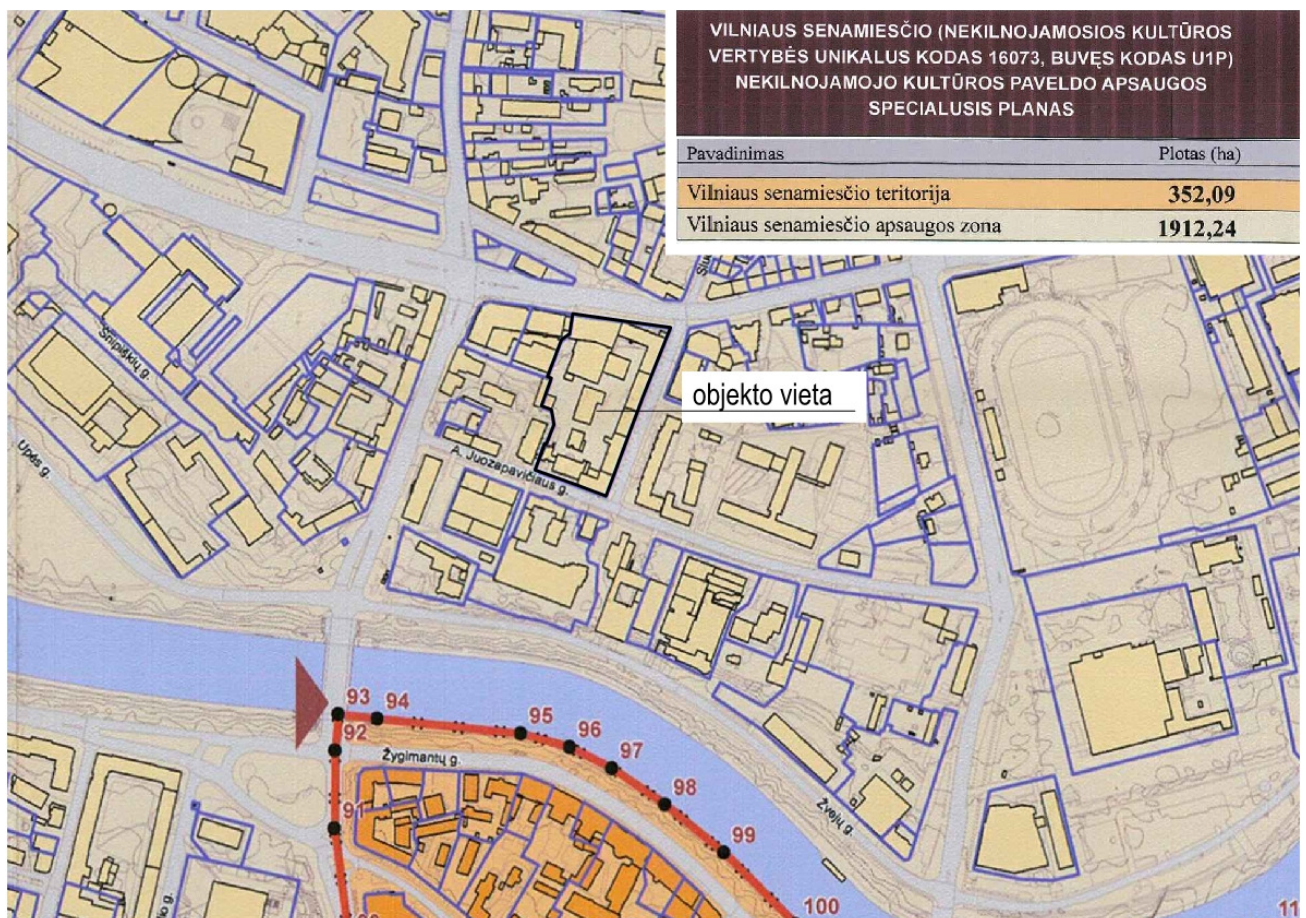 VILNIAUS SENAMIESČIO (NEKILNOJAMOSIOS KULTŪROS
VERTYBĖS UNIKALUS KODAS 16073, BUVĘS KODAS U1P)
NEKILNOJAMOJO KULTŪROS PAVELDO APSAUGOS
SPECIALUSIS PLANAS
Pavadinimas Plotas (ha)
Vilniaus senamiesčio teritorija 352,09
Vilniaus senamiesčio apsaugos zona 1912,24
Šnipiškių g.
objekto vieta
Upės g.
A. Juozapavičiaus g.
93
94
95
92
96
Žygimantų g.
97
98
91
Žvejų g.
99
100
11